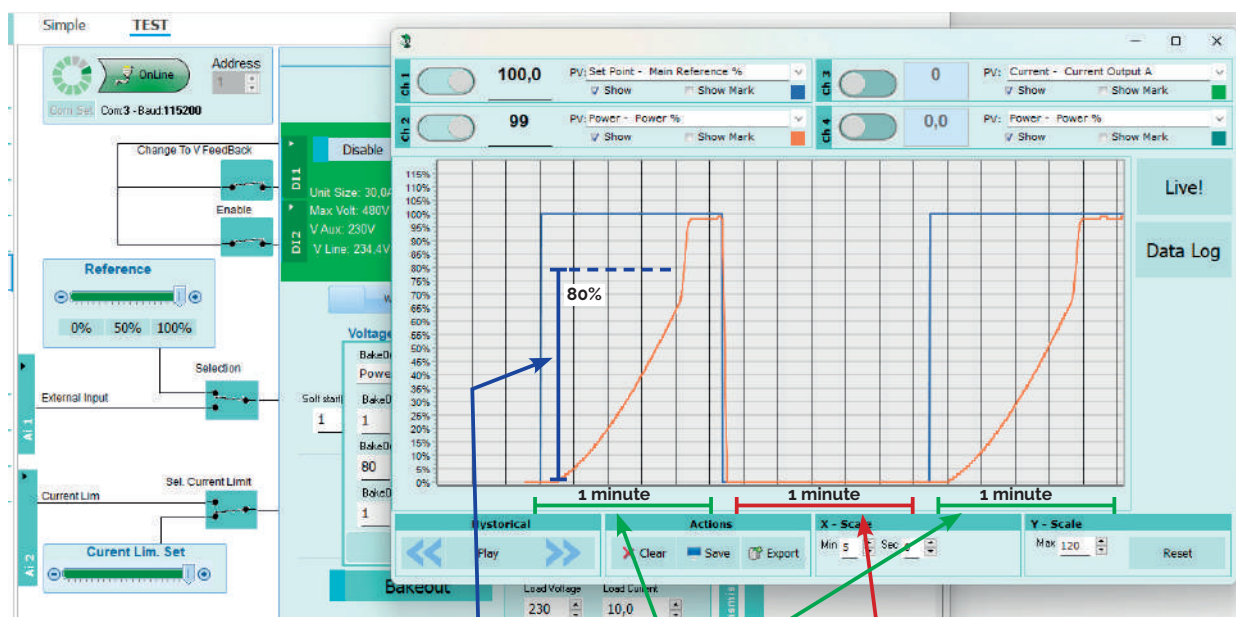 Simple TEST
OnLine
Address
1
Com Set. Com:3 - Baud:115200
Change To V FeedBack
Enable
Reference
0% 50% 100%
Selection
External Input
Ai 1
Sel. Current Limit
Current Lim
Ai 2
Curent Lim. Set
Disable
DI1
Unit Size: 30,0A
DI2
Max Volt: 480V
V Aux: 230V
V Line: 234,4V
Voltage
Power
Soft start
1
1
80
1
Bakeout
Load Voltage Load Current
230 10,0
Ch 1
100,0
PV: Set Point - Main Reference %
Show Show Mark
Ch 3
0
PV: Current - Current Output A
Show Show Mark
Ch 2
99
PV: Power - Power %
Show Show Mark
Ch 4
0,0
PV: Power - Power %
Show Show Mark
115%
110%
105%
100%
95%
90%
85%
80%
75%
70%
65%
60%
55%
50%
45%
40%
35%
30%
25%
20%
15%
10%
5%
0%
80%
1 minute 1 minute 1 minute
Live!
Data Log
Hystorical
Play
Actions
Clear Save Export
X - Scale
Min 5 Sec
Y - Scale
Max 120
Reset